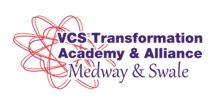 VCS Transformation
Academy & Alliance
Medway & Swale